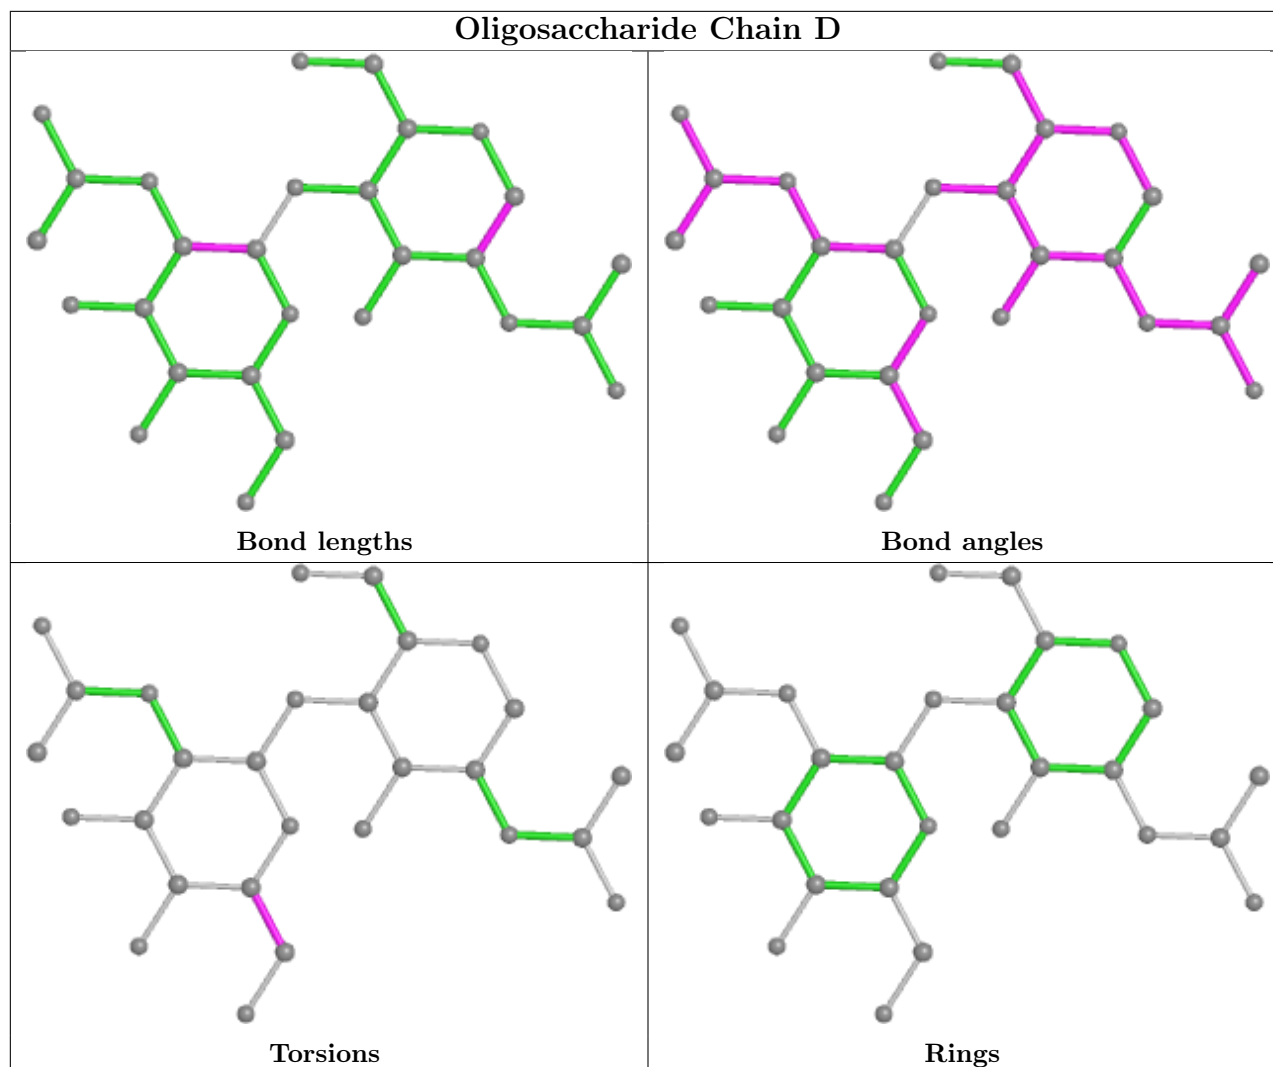 Oligosaccharide Chain D
Bond lengths
Bond angles
Torsions
Rings